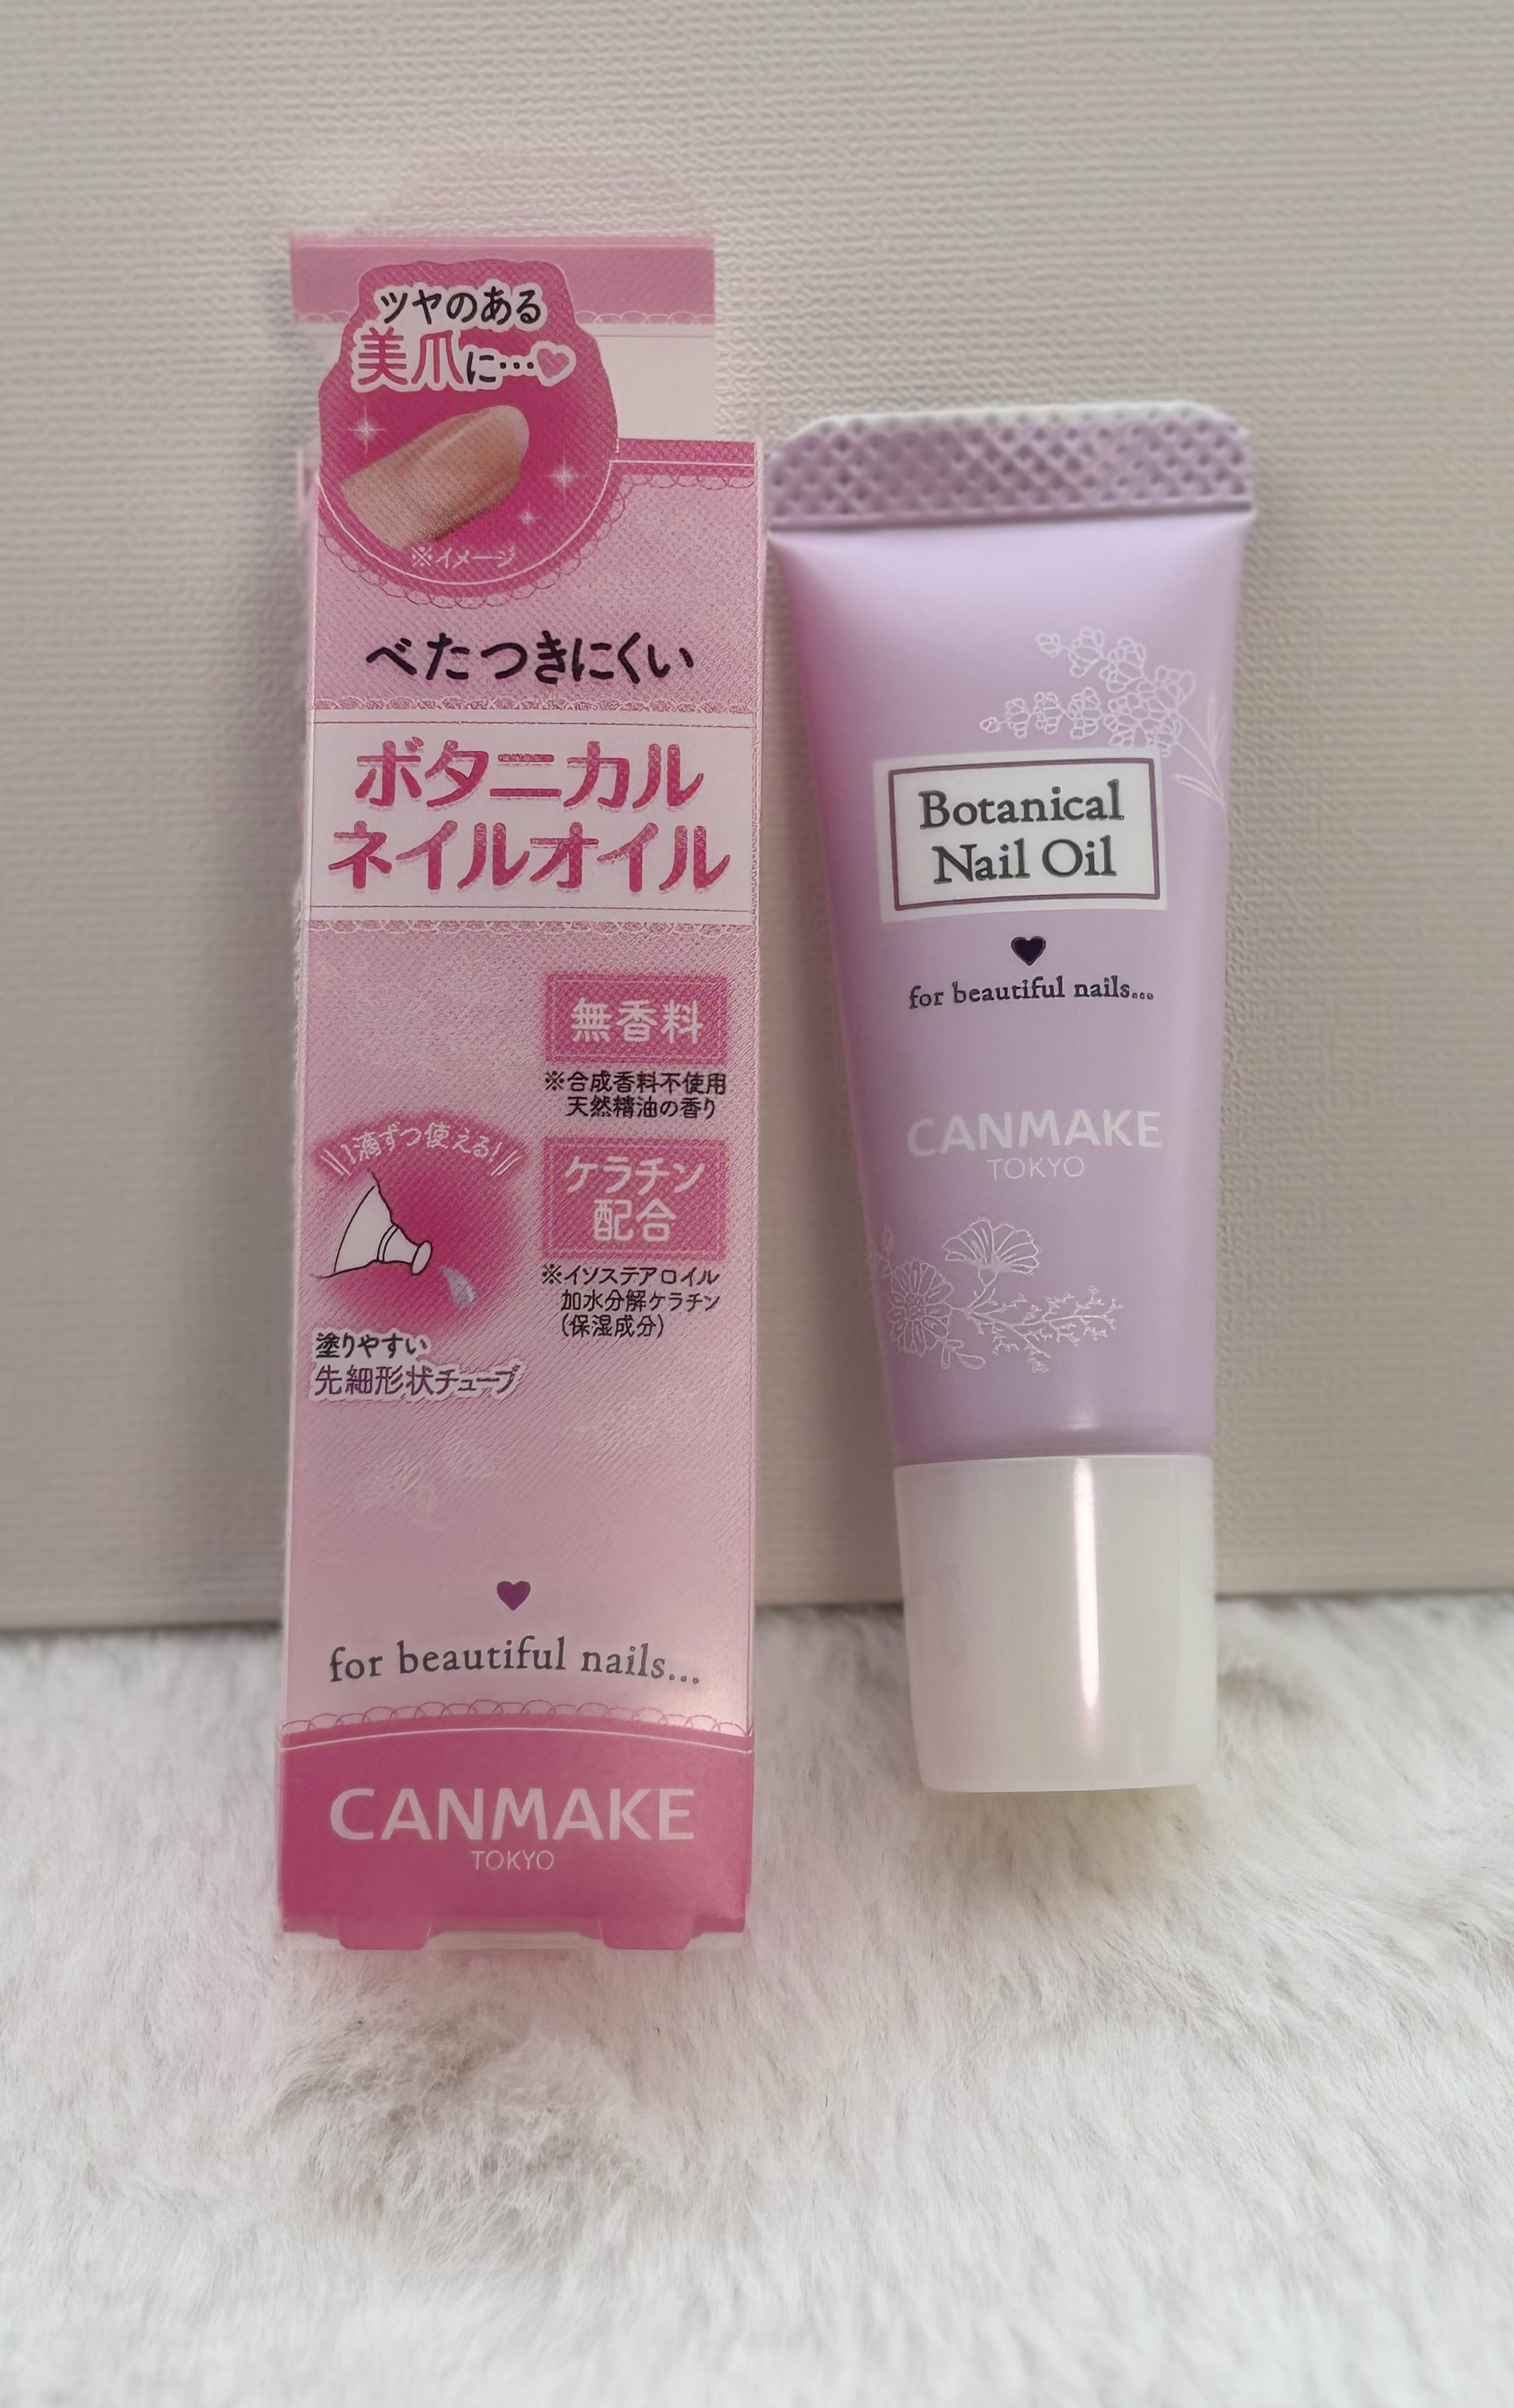 ツヤのある
美爪に…♡
※イメージ
べたつきにくい
ボタニカル
ネイルオイル
無香料
※合成香料不使用
天然精油の香り
1滴ずつ使える!
ケラチン
配合
※イソステアロイル
加水分解ケラチン
(保湿成分)
塗りやすい
先細形状チューブ
for beautiful nails...
CANMAKE
TOKYO
Botanical
Nail Oil
for beautiful nails...
CANMAKE
TOKYO